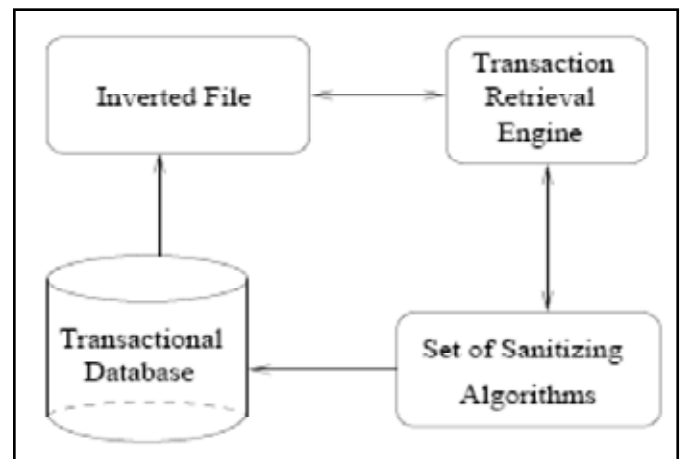 Inverted File
Transaction
Retrieval
Engine
Transactional
Database
Set of Sanitizing
Algorithms